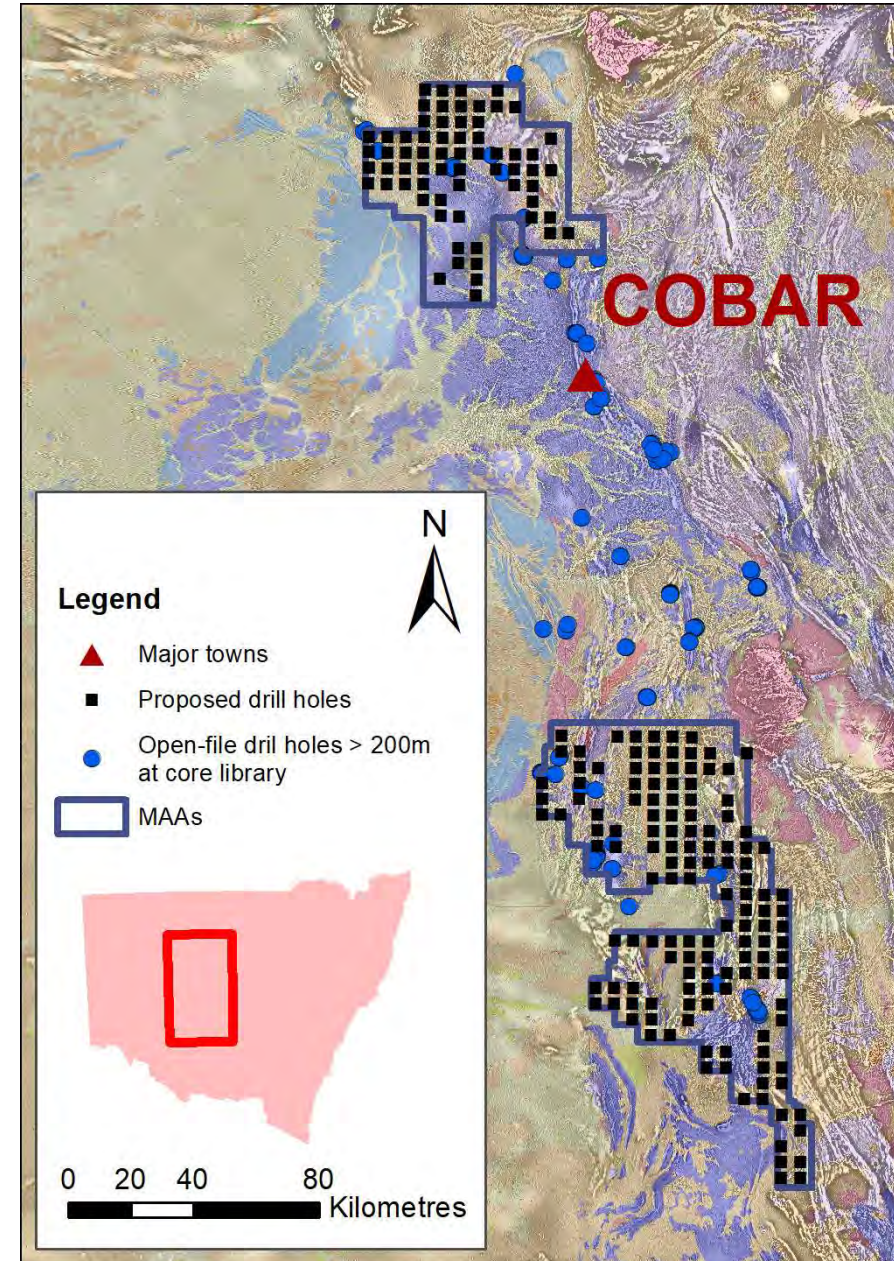 COBAR
N
Legend
Major towns
Proposed drill holes
Open-file dril holes > 200m
at core library
MAAs
0 20 40 80
Kilometres